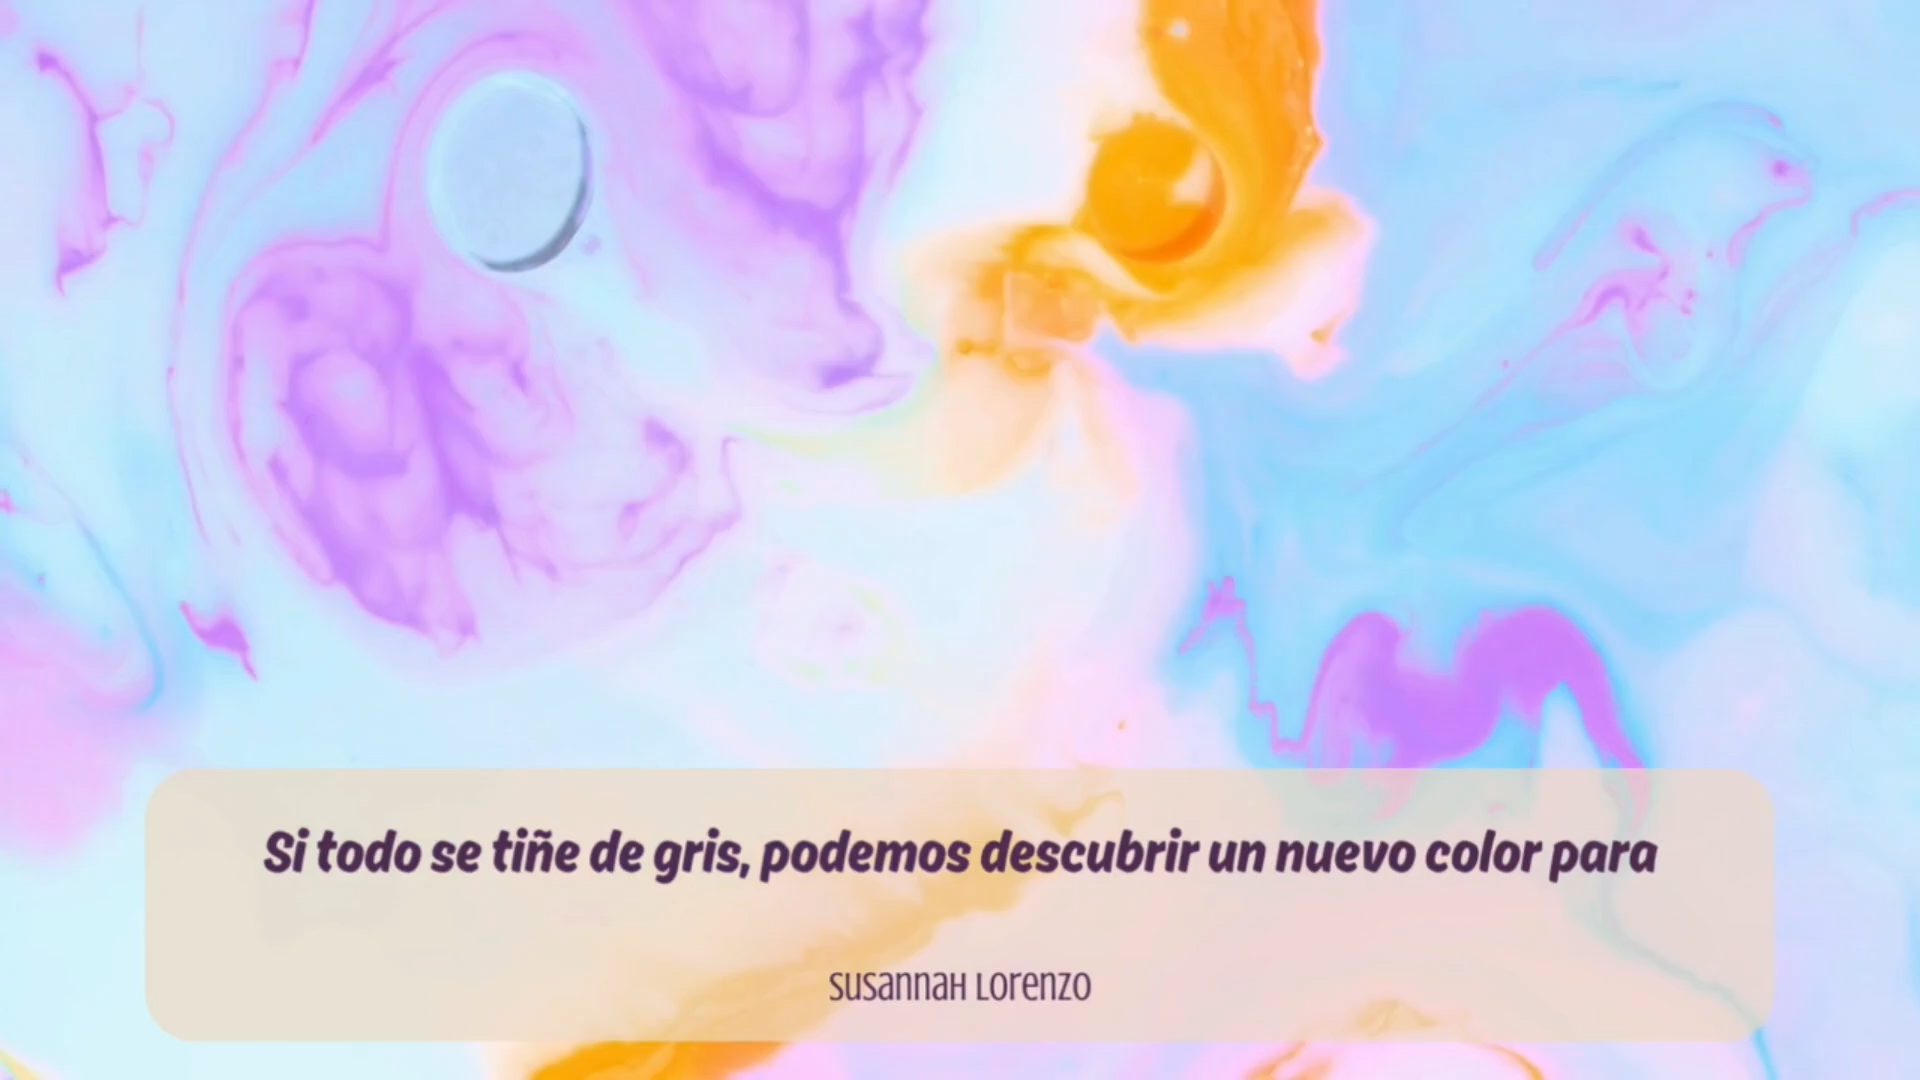 Si todo se tiñe de gris, podemos descubrir un nuevo color para
susannah Lorenzo